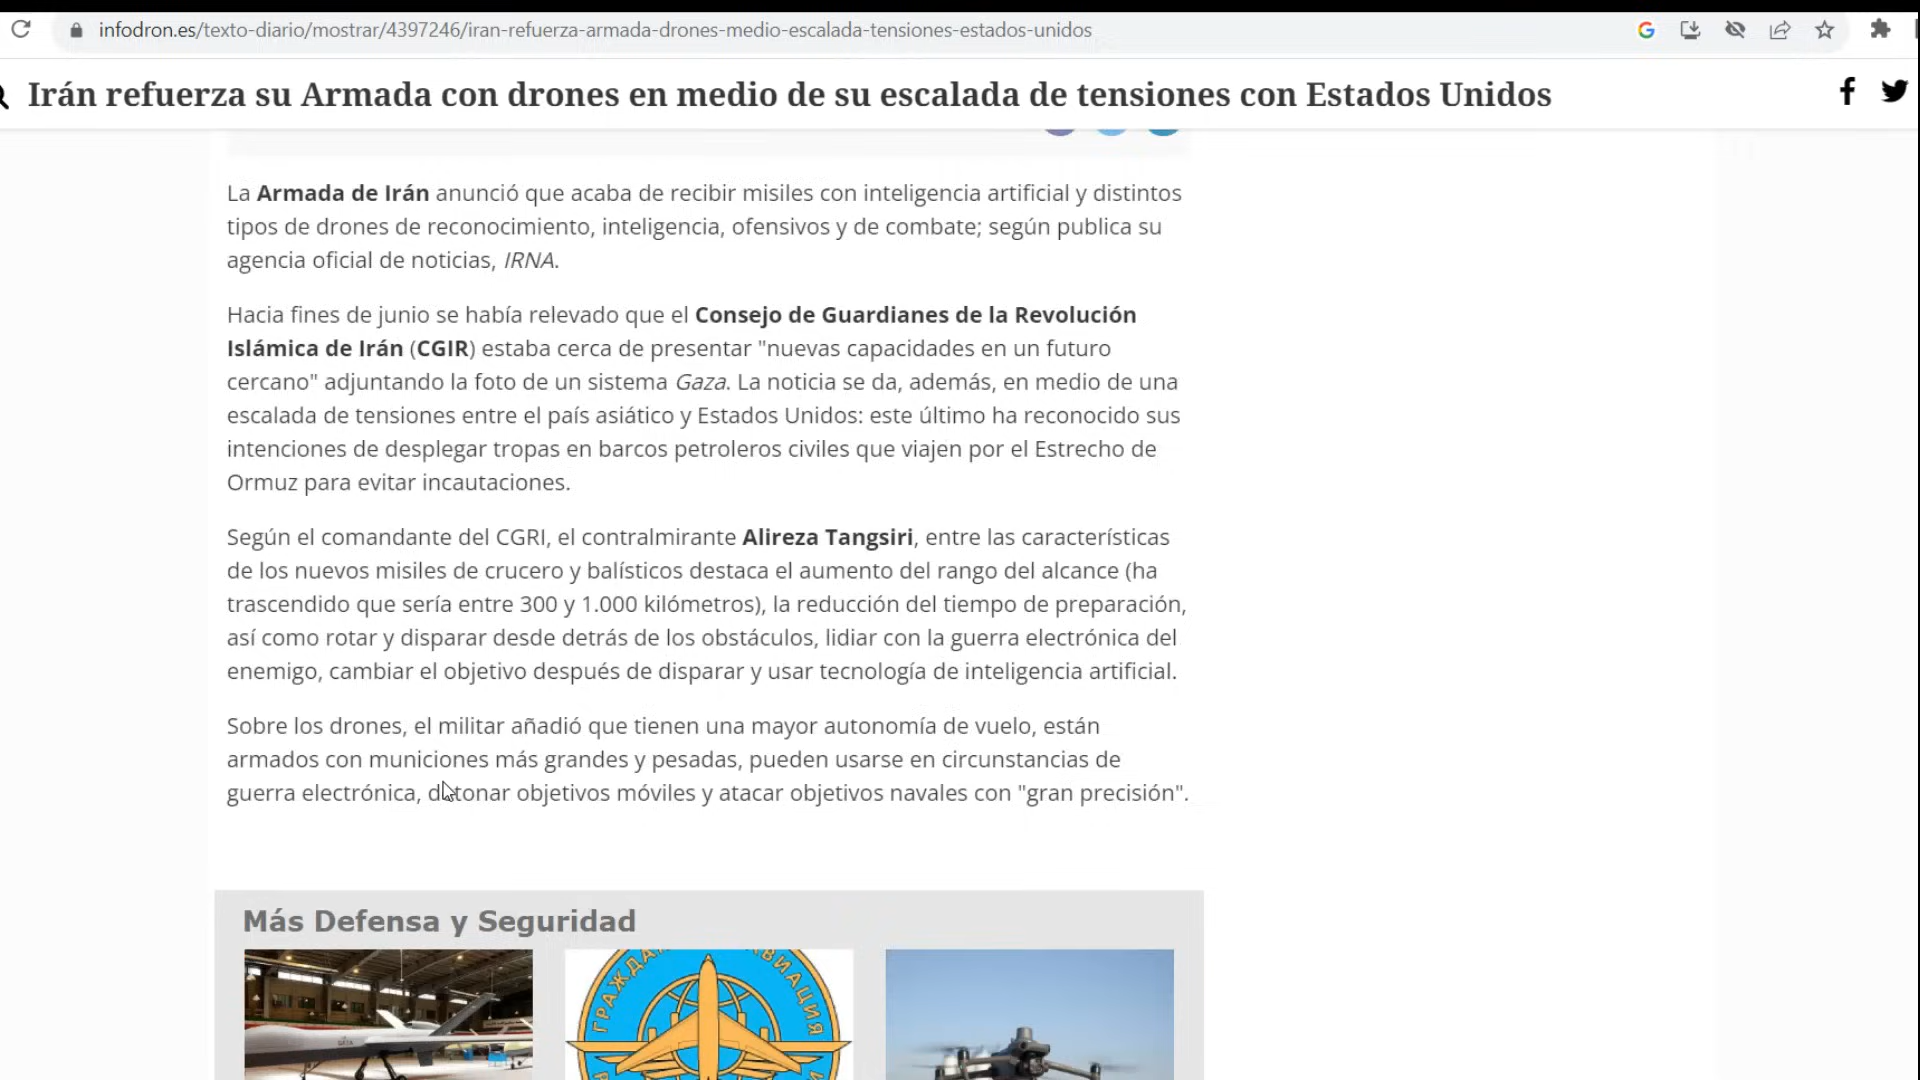 infodron.es/texto-diario/mostrar/4397246/iran-refuerza-armada-drones-medio-escalada-tensiones-estados-unidos
Irán refuerza su Armada con drones en medio de su escalada de tensiones con Estados Unidos
La Armada de Irán anunció que acaba de recibir misiles con inteligencia artificial y distintos
tipos de drones de reconocimiento, inteligencia, ofensivos y de combate; según publica su
agencia oficial de noticias, IRNA.
Hacia fines de junio se había relevado que el Consejo de Guardianes de la Revolución
Islámica de Irán (CGIR) estaba cerca de presentar "nuevas capacidades en un futuro
cercano" adjuntando la foto de un sistema Gaza. La noticia se da, además, en medio de una
escalada de tensiones entre el país asiático y Estados Unidos: este último ha reconocido sus
intenciones de desplegar tropas en barcos petroleros civiles que viajen por el Estrecho de
Ormuz para evitar incautaciones.
Según el comandante del CGRI, el contralmirante Alireza Tangsiri, entre las características
de los nuevos misiles de crucero y balísticos destaca el aumento del rango del alcance (ha
trascendido que sería entre 300 y 1.000 kilómetros), la reducción del tiempo de preparación,
así como rotar y disparar desde detrás de los obstáculos, lidiar con la guerra electrónica del
enemigo, cambiar el objetivo después de disparar y usar tecnología de inteligencia artificial.
Sobre los drones, el militar añadió que tienen una mayor autonomía de vuelo, están
armados con municiones más grandes y pesadas, pueden usarse en circunstancias de
guerra electrónica, detonar objetivos móviles y atacar objetivos navales con "gran precisión".
Más Defensa y Seguridad